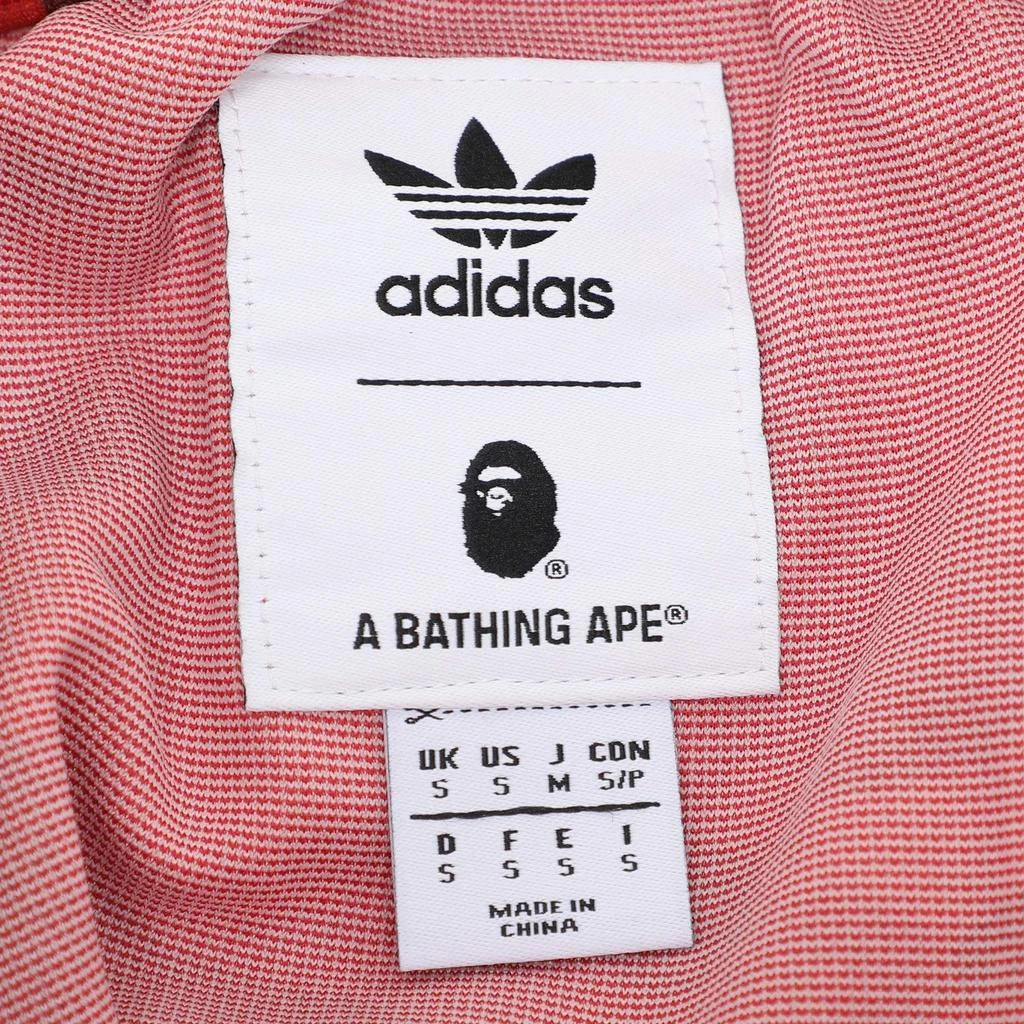 adidas
®
A BATHING APE®
UK US J CDN
S S M S/P
D F E I
S S S S
MADE IN
CHINA